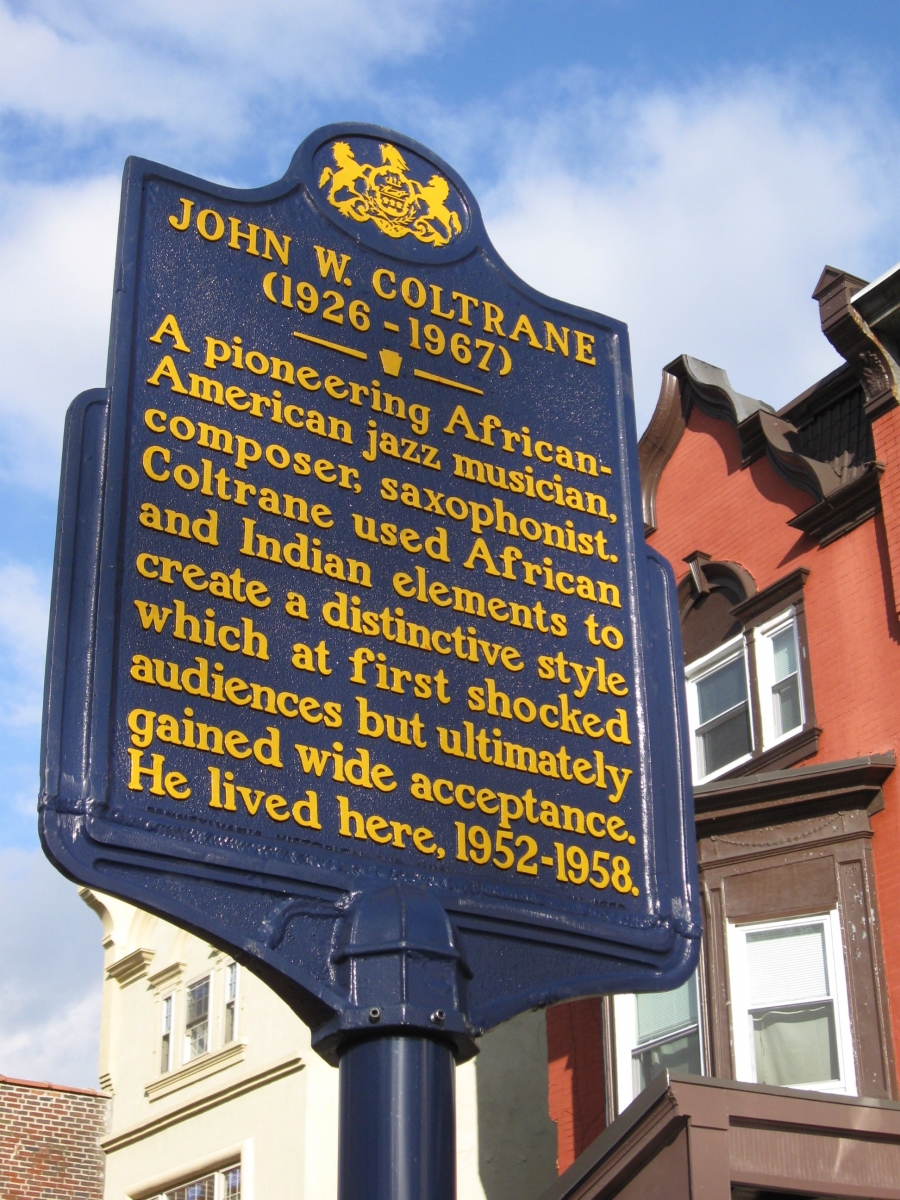 JOHN W. COLTRANE
(1926 - 1967)
A pioneering African-
American jazz musician,
composer, saxophonist.
Coltrane used African
and Indian elements to
create a distinctive style
which at first shocked
audiences but ultimately
gained wide acceptance.
He lived here, 1952-1958.